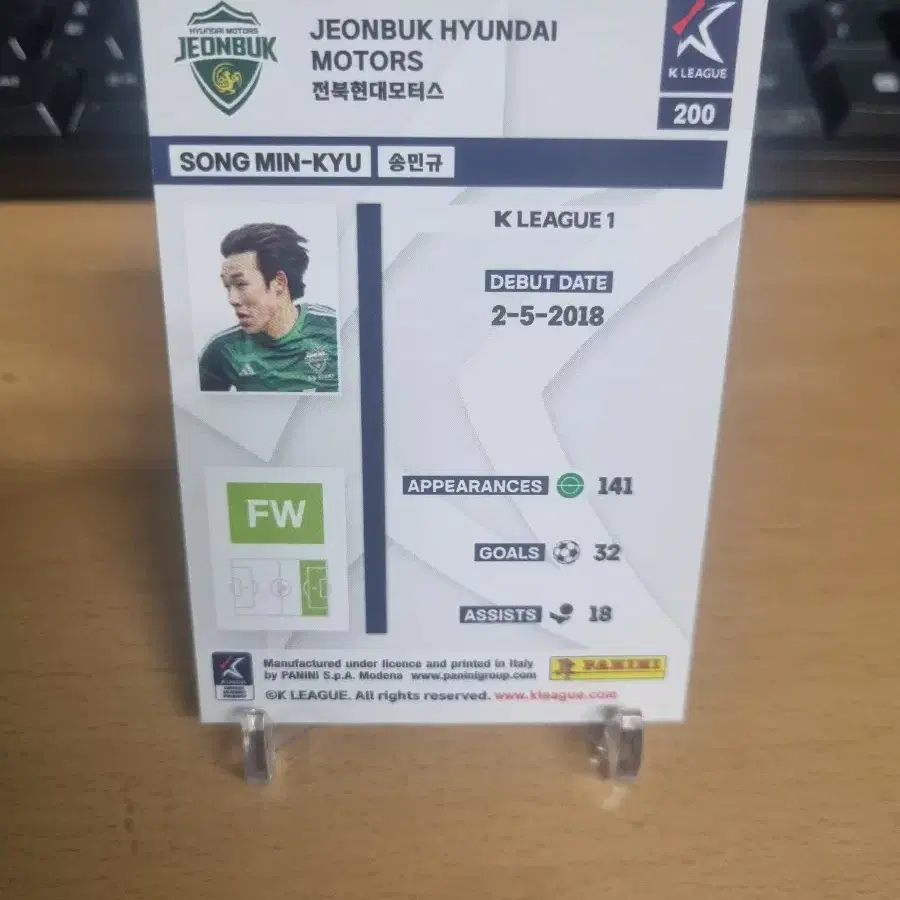 HYUNDAI MOTORS
JEONBUK
JEONBUK HYUNDAI
MOTORS
전북현대모터스
K LEAGUE
200
SONG MIN-KYU 송민규
K LEAGUE 1
DEBUT DATE
2-5-2018
APPEARANCES 141
FW
GOALS 32
ASSISTS 18
Manufactured under licence and printed in Italy
by PANINI S.p.A. Modena www.paninigroup.com
PANINI
©K LEAGUE. All rights reserved. www.kleague.com